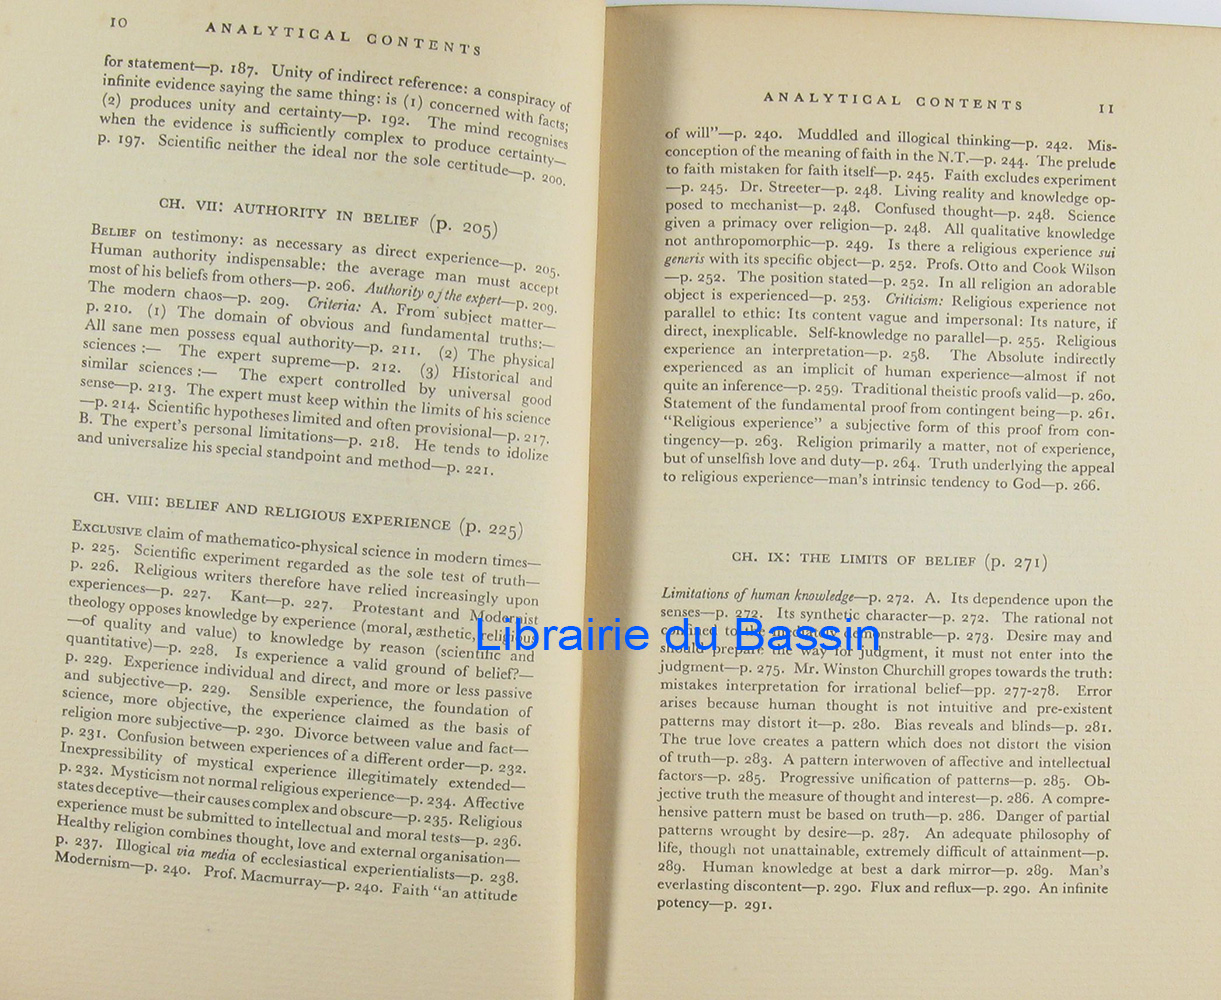 10
ANALYTICAL CONTENTS
for statement—p. 187. Unity of indirect reference: a conspiracy of
infinite evidence saying the same thing: is (1) concerned with facts;
(2) produces unity and certainty—p. 192. The mind recognises
when the evidence is sufficiently complex to produce certainty—
p. 197. Scientific neither the ideal nor the sole certitude—p. 200.
CH. VII: AUTHORITY IN BELIEF (p. 205)
BELIEF on testimony: as necessary as direct experience—p. 205.
Human authority indispensable: the average man must accept
most of his beliefs from others—p. 206. Authority of the expert—p. 209.
The modern chaos—p. 209. Criteria: A. From subject matter—
p. 210. (1) The domain of obvious and fundamental truths:—
All sane men possess equal authority—p. 211. (2) The physical
sciences :— The expert supreme—p. 212. (3) Historical and
similar sciences :— The expert controlled by universal good
sense—p. 213. The expert must keep within the limits of his science
—p. 214. Scientific hypotheses limited and often provisional—p. 217.
B. The expert's personal limitations—p. 218. He tends to idolize
and universalize his special standpoint and method—p. 221.
CH. VIII: BELIEF AND RELIGIOUS EXPERIENCE (p. 225)
EXCLUSIVE claim of mathematico-physical science in modern times—
p. 225. Scientific experiment regarded as the sole test of truth—
p. 226. Religious writers therefore have relied increasingly upon
experiences—p. 227. Kant—p. 227. Protestant and Modernist
theology opposes knowledge by experience (moral, æsthetic, religious
—of quality and value) to knowledge by reason (scientific and
quantitative)—p. 228. Is experience a valid ground of belief?—
p. 229. Experience individual and direct, and more or less passive
and subjective—p. 229. Sensible experience, the foundation of
science, more objective, the experience claimed as the basis of
religion more subjective—p. 230. Divorce between value and fact—
p. 231. Confusion between experiences of a different order—p. 232.
Inexpressibility of mystical experience illegitimately extended—
p. 232. Mysticism not normal religious experience—p. 234. Affective
states deceptive—their causes complex and obscure—p. 235. Religious
experience must be submitted to intellectual and moral tests—p. 236.
Healthy religion combines thought, love and external organisation—
p. 237. Illogical via media of ecclesiastical experientialists—p. 238.
Modernism—p. 240. Prof. Macmurray—p. 240. Faith "an attitude
ANALYTICAL CONTENTS
11
of will"—p. 240. Muddled and illogical thinking—p. 242. Mis-
conception of the meaning of faith in the N.T.—p. 244. The prelude
to faith mistaken for faith itself—p. 245. Faith excludes experiment
—p. 245. Dr. Streeter—p. 248. Living reality and knowledge op-
posed to mechanist—p. 248. Confused thought—p. 248. Science
given a primacy over religion—p. 248. All qualitative knowledge
not anthropomorphic—p. 249. Is there a religious experience sui
generis with its specific object—p. 252. Profs. Otto and Cook Wilson
—p. 252. The position stated—p. 252. In all religion an adorable
object is experienced—p. 253. Criticism: Religious experience not
parallel to ethic: Its content vague and impersonal: Its nature, if
direct, inexplicable. Self-knowledge no parallel—p. 255. Religious
experience an interpretation—p. 258. The Absolute indirectly
experienced as an implicit of human experience—almost if not
quite an inference—p. 259. Traditional theistic proofs valid—p. 260.
Statement of the fundamental proof from contingent being—p. 261.
"Religious experience" a subjective form of this proof from con-
tingency—p. 263. Religion primarily a matter, not of experience,
but of unselfish love and duty—p. 264. Truth underlying the appeal
to religious experience—man's intrinsic tendency to God—p. 266.
CH. IX: THE LIMITS OF BELIEF (p. 271)
Limitations of human knowledge—p. 272. A. Its dependence upon the
senses—p. 272. Its synthetic character—p. 272. The rational not
confined to the demonstrable—p. 273. Desire may and
should prepare the way for judgment, it must not enter into the
judgment—p. 275. Mr. Winston Churchill gropes towards the truth:
mistakes interpretation for irrational belief—pp. 277-278. Error
arises because human thought is not intuitive and pre-existent
patterns may distort it—p. 280. Bias reveals and blinds—p. 281.
The true love creates a pattern which does not distort the vision
of truth—p. 283. A pattern interwoven of affective and intellectual
factors—p. 285. Progressive unification of patterns—p. 285. Ob-
jective truth the measure of thought and interest—p. 286. A compre-
hensive pattern must be based on truth—p. 286. Danger of partial
patterns wrought by desire—p. 287. An adequate philosophy of
life, though not unattainable, extremely difficult of attainment—p.
289. Human knowledge at best a dark mirror—p. 289. Man's
everlasting discontent—p. 290. Flux and reflux—p. 290. An infinite
potency—p. 291.
Librairie du Bassin